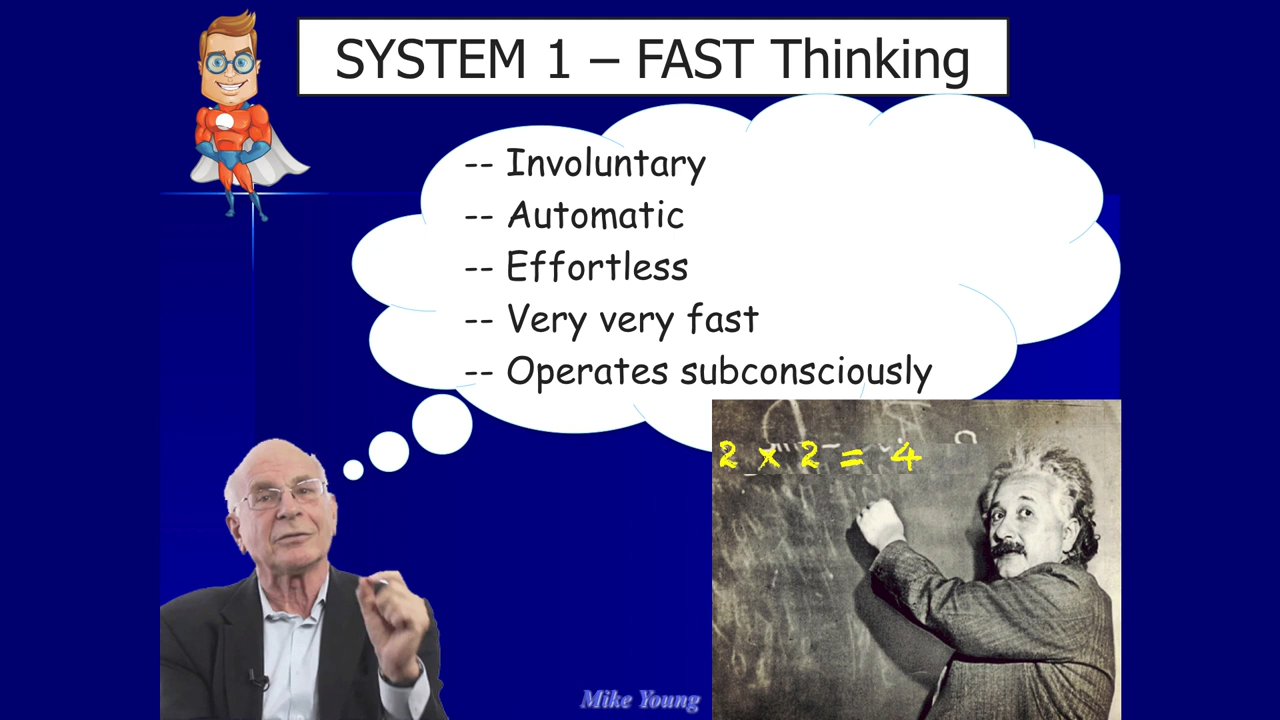 SYSTEM 1 – FAST Thinking
-- Involuntary
-- Automatic
-- Effortless
-- Very very fast
-- Operates subconsciously
2 x 2 = 4
Mike Young